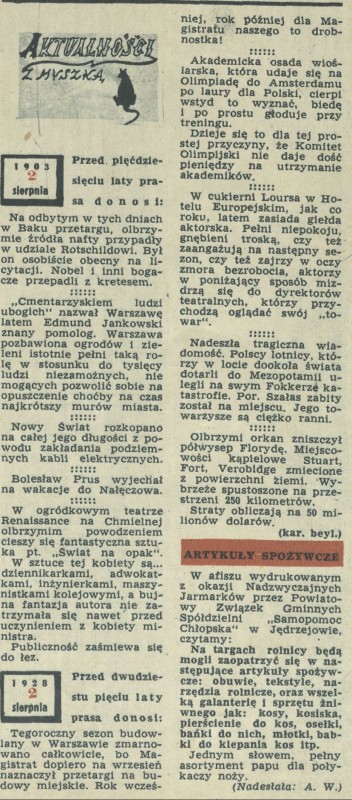 AKTUALNOŚCI
Z MYSZKĄ
1903
2
sierpnia
Przed pięćdzie-
sięciu laty pra-
sa donosi:
Na odbytym w tych dniach
w Baku przetargu, olbrzy-
mie źródła nafty przypadły
w udziale Rotschildowi. Był
on osobiście obecny na li-
cytacji. Nobel i inni boga-
cze przepadli z kretesem.
::::::
„Cmentarzyskiem ludzi
ubogich” nazwał Warszawę
latem Edmund Jankowski
znany pomolog. Warszawa
pozbawiona ogrodów i zie-
leni istotnie pełni taką ro-
lę w stosunku do tysięcy
ludzi niezamożnych, nie
mogących pozwolić sobie na
opuszczenie choćby na czas
najkrótszy murów miasta.
::::::
Nowy Świat rozkopano
na całej jego długości z po-
wodu zakładania podziem-
nych kabli elektrycznych.
::::::
Bolesław Prus wyjechał
na wakacje do Nałęczowa.
::::::
W ogródkowym teatrze
Renaissance na Chmielnej
olbrzymim powodzeniem
cieszy się fantastyczna sztu-
ka pt. „Świat na opak”.
W sztuce tej kobiety są...
dziennikarkami, adwokat-
kami, inżynierkami, maszy-
nistkami kolejowymi, a buj-
na fantazja autora nie za-
trzymała się nawet przed
uczynieniem z kobiety mi-
nistra.
Publiczność zaśmiewa się
do łez.
1928
2
sierpnia
Przed dwudzie-
stu pięciu laty
prasa donosi:
Tegoroczny sezon budow-
lany w Warszawie zmarno-
wano całkowicie, bo Ma-
gistrat dopiero na wrzesień
naznaczył przetargi na bu-
dowy miejskie. Rok wcześ-
niej, rok później dla Ma-
gistratu naszego to drob-
nostka!
::::::
Akademicka osada wioś-
larska, która udaje się na
Olimpiadę do Amsterdamu
po laury dla Polski, cierpi
wstyd to wyznać, biedę
i po prostu głoduje przy
treningu.
Dzieje się to dla tej pro-
stej przyczyny, że Komitet
Olimpijski nie daje dość
pieniędzy na utrzymanie
akademików.
::::::
W cukierni Loursa w Ho-
telu Europejskim, jak co
roku, latem zasiada giełda
aktorska. Pełni niepokoju,
gnębieni troską, czy też
zaangażują na następny se-
zon, czy też zajrzy w oczy
zmora bezrobocia, aktorzy
w poniżający sposób miz-
drzą się do dyrektorów
teatralnych, którzy przy-
chodzą oglądać swój „to-
war”.
::::::
Nadeszła tragiczna wia-
domość. Polscy lotnicy, któ-
rzy w locie dookoła świata
dotarli do Mezopotamii u-
legli na swym Fokkerze ka-
tastrofie. Por. Szałas zabity
został na miejscu. Jego to-
warzysze są ciężko ranni.
::::::
Olbrzymi orkan zniszczył
półwysep Florydę. Miejsco-
wości kąpielowe Stuart,
Fort, Verobidge zmiecione
z powierzchni ziemi. Wy-
brzeże spustoszone na prze-
strzeni 250 kilometrów.
Straty obliczają na 50 mi-
lionów dolarów.
(kar. beyl.)
ARTYKUŁY SPOŻYWCZE
W afiszu wydrukowanym
z okazji Nadzwyczajnych
Jarmarków przez Powiato-
wy Związek Gminnych
Spółdzielni „Samopomoc
Chłopska” w Jędrzejowie,
czytamy:
Na targach rolnicy będą
mogli zaopatrzyć się w na-
stępujące artykuły spożyw-
cze: obuwie, tekstylie, na-
rzędzia rolnicze, oraz wszel-
ką galanterię i sprzętu żni-
wnego jak: kosy, kosiska,
pierścienie do kos, osełki,
bańki do nich, młotki, bab-
ki do klepania kos itp.
Jednym słowem, pełny
asortyment papu dla poły-
kaczy noży.
(Nadesłała: A. W.)